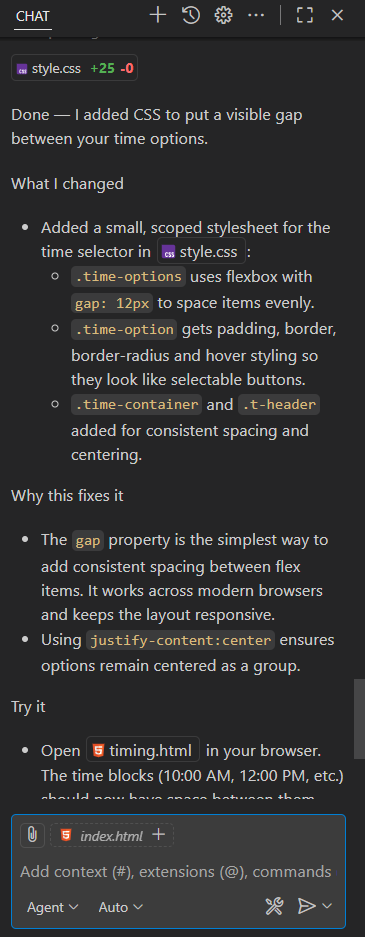 CHAT
style.css +25 -0
Done — I added CSS to put a visible gap
between your time options.
What I changed
Added a small, scoped stylesheet for the
time selector in style.css :
.time-options uses flexbox with
gap: 12px to space items evenly.
.time-option gets padding, border,
border-radius and hover styling so
they look like selectable buttons.
.time-container and .t-header
added for consistent spacing and
centering.
Why this fixes it
The gap property is the simplest way to
add consistent spacing between flex
items. It works across modern browsers
and keeps the layout responsive.
Using justify-content:center ensures
options remain centered as a group.
Try it
Open timing.html in your browser.
The time blocks (10:00 AM, 12:00 PM, etc.)
should now have space between them
index.html
Add context (#), extensions (@), commands
Agent Auto